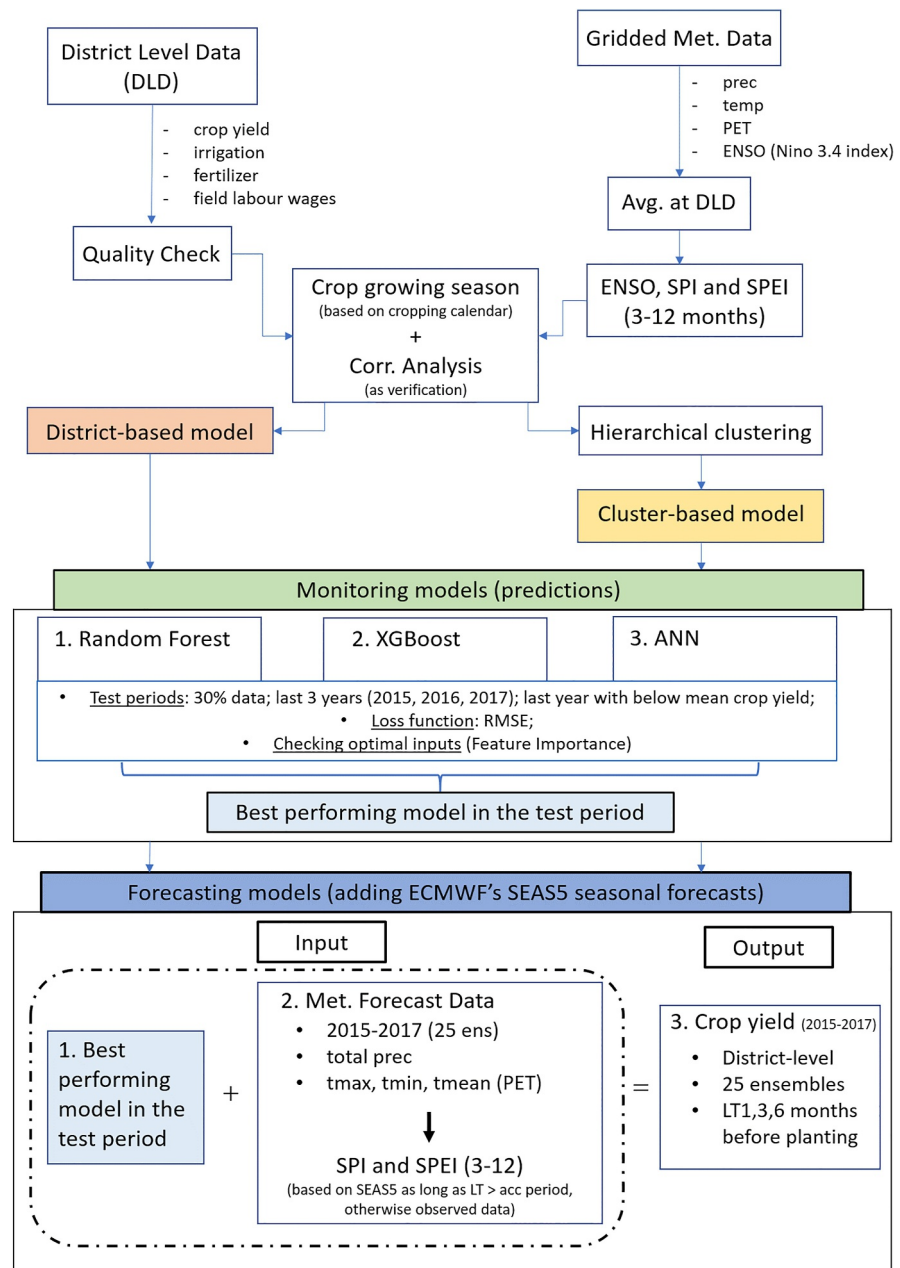 District Level Data
(DLD)
- crop yield
- irrigation
- fertilizer
- field labour wages
Quality Check
Gridded Met. Data
- prec
- temp
- PET
- ENSO (Nino 3.4 index)
Avg. at DLD
ENSO, SPI and SPEI
(3-12 months)
Crop growing season
(based on cropping calendar)
+
Corr. Analysis
(as verification)
District-based model
Hierarchical clustering
Cluster-based model
Monitoring models (predictions)
1. Random Forest
2. XGBoost
3. ANN
• Test periods: 30% data; last 3 years (2015, 2016, 2017); last year with below mean crop yield;
• Loss function: RMSE;
• Checking optimal inputs (Feature Importance)
Best performing model in the test period
Forecasting models (adding ECMWF's SEAS5 seasonal forecasts)
Input
Output
1. Best
performing
model in the
test period
+
2. Met. Forecast Data
• 2015-2017 (25 ens)
• total prec
• tmax, tmin, tmean (PET)
SPI and SPEI (3-12)
(based on SEAS5 as long as LT > acc period,
otherwise observed data)
=
3. Crop yield (2015-2017)
• District-level
• 25 ensembles
• LT1,3,6 months
before planting